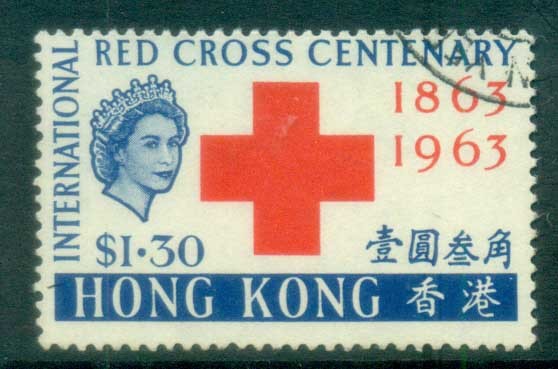 INTERNATIONAL
RED CROSS CENTENARY
1863
1963
$1·30
壹圓叁角
HONG KONG 香港